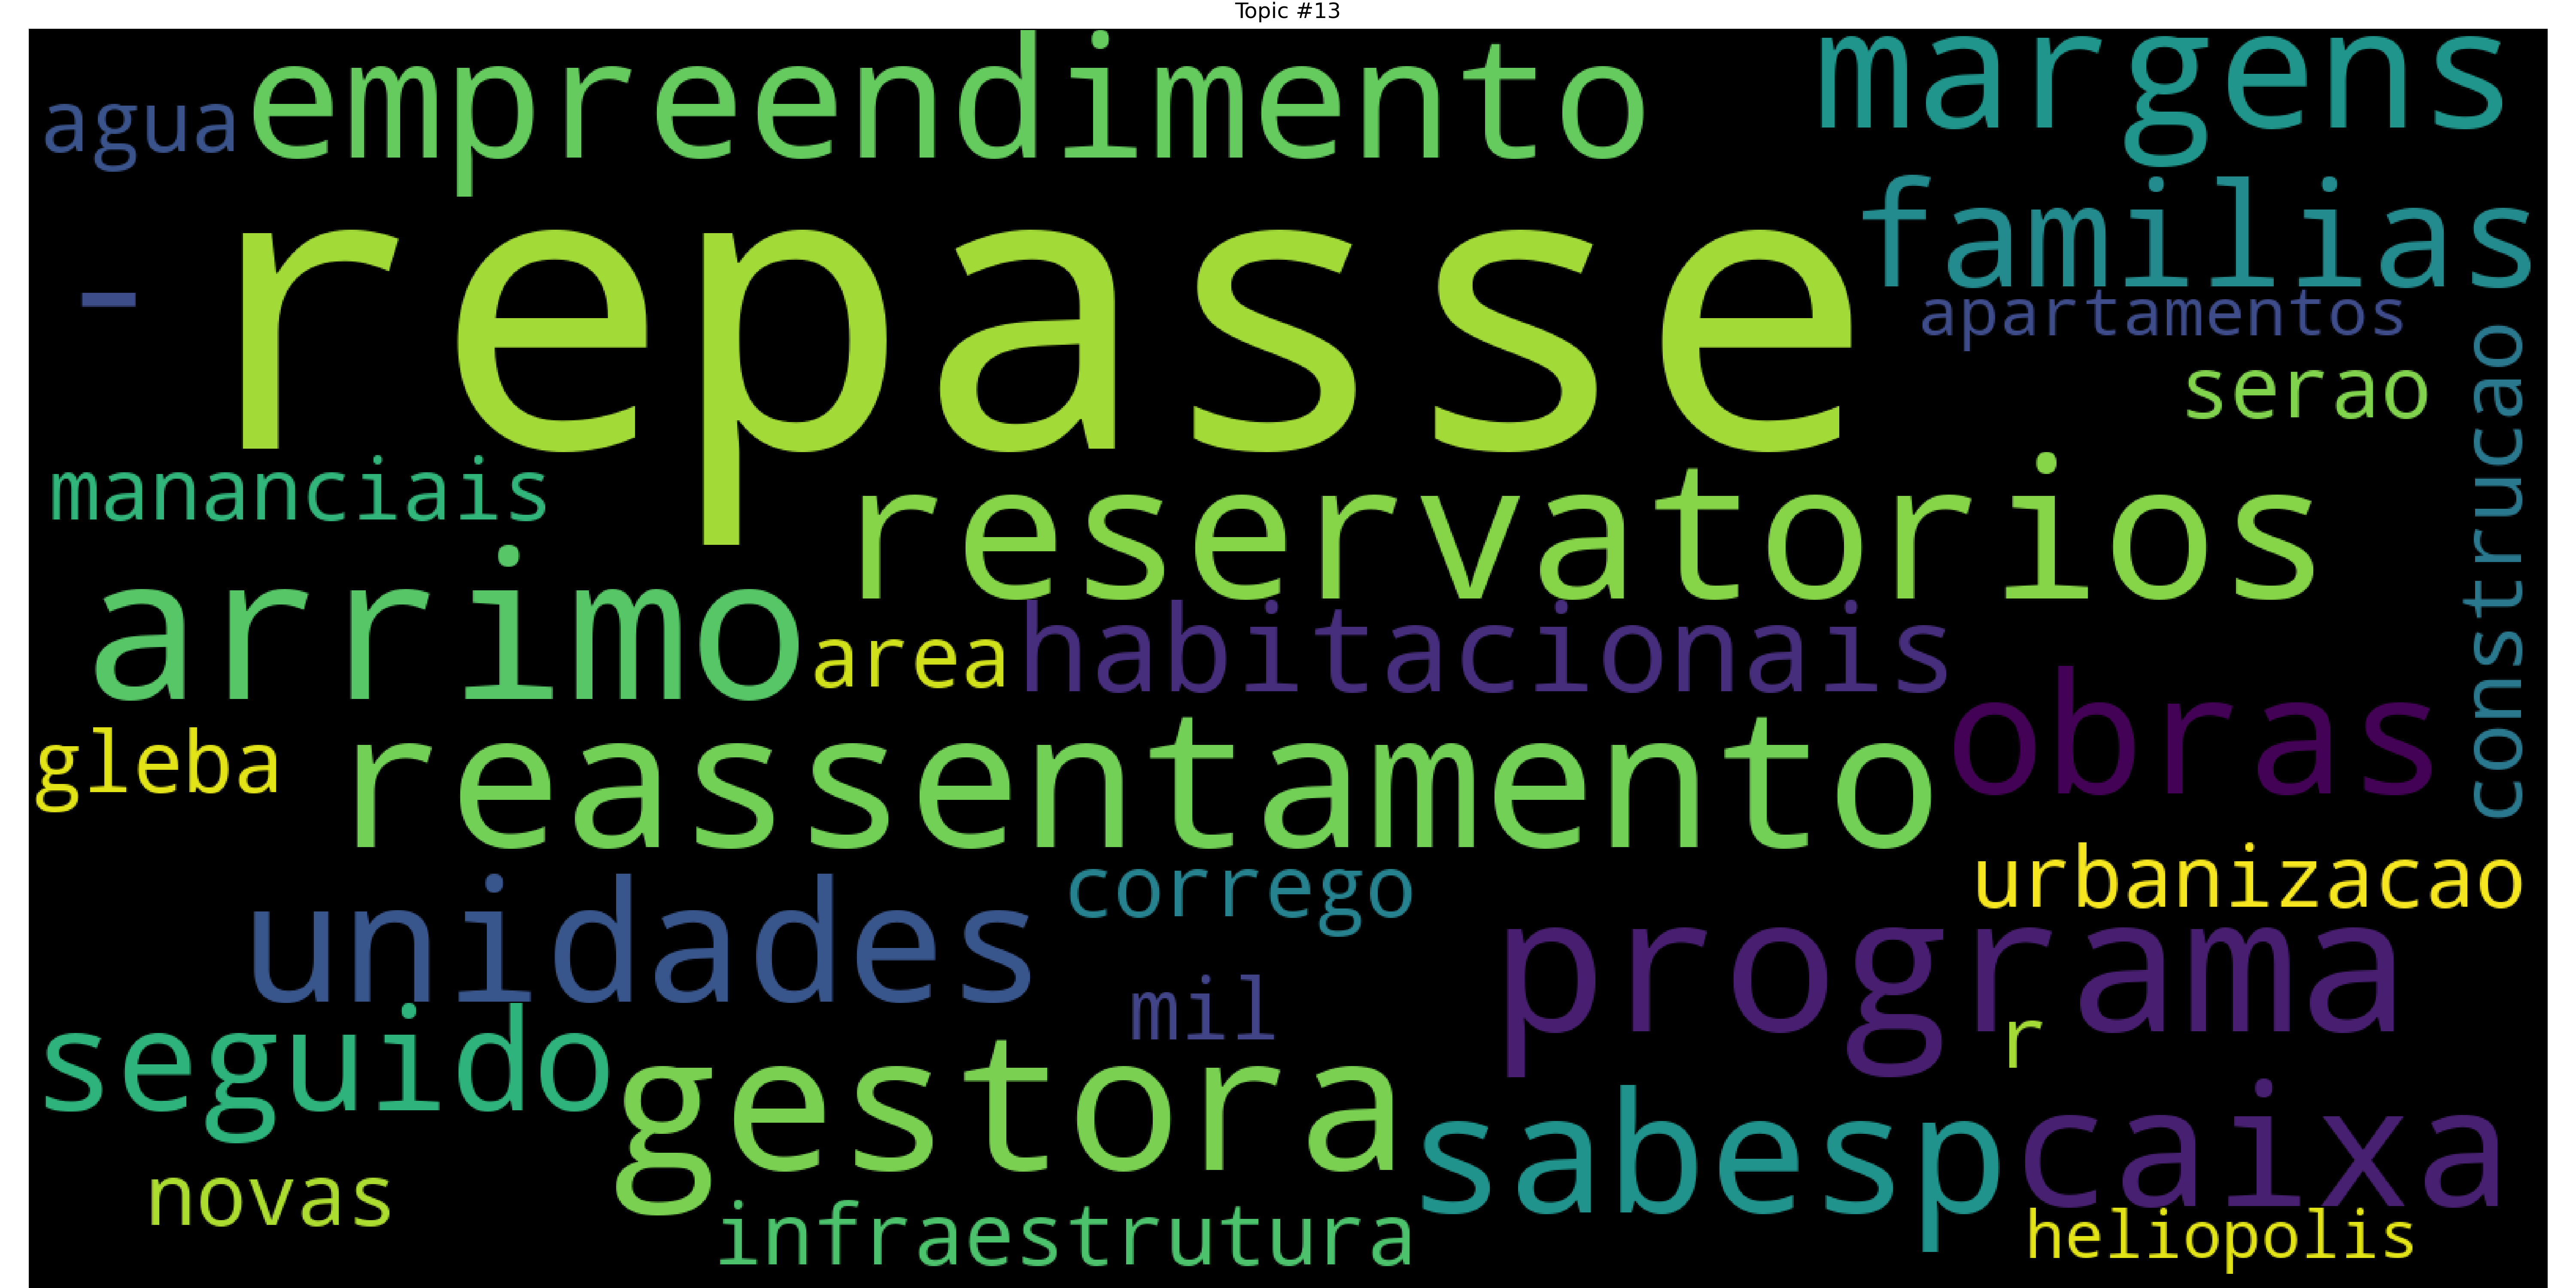 Topic #13
agua
empreendimento
margens
familias
–
repasse
apartamentos
serao
construcao
mananciais
reservatorios
arrimo
area
habitacionais
obras
gleba
reassentamento
urbanizacao
corrego
unidades
programa
mil
r
seguido
gestora
sabesp
caixa
novas
infraestrutura
heliopolis